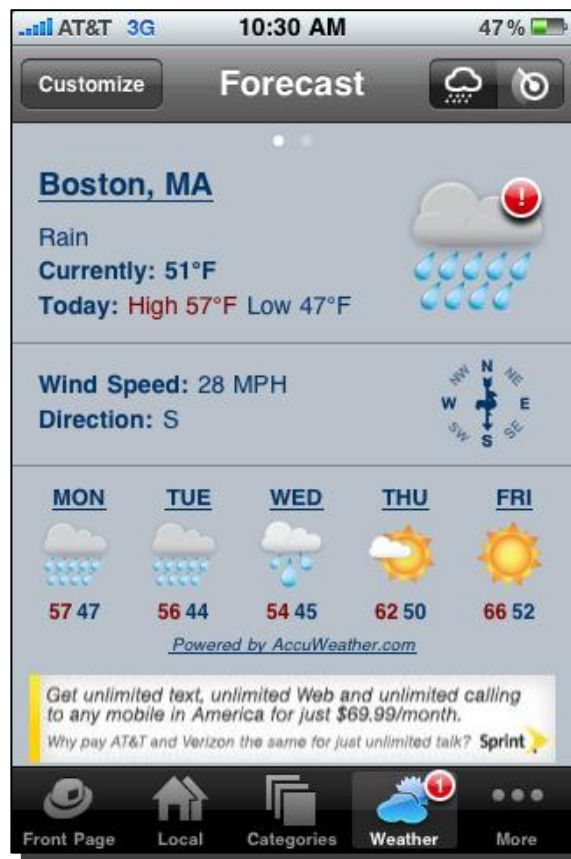 AT&T 3G 10:30 AM 47%
Customize Forecast
Boston, MA
!
Rain
Currently: 51°F
Today: High 57°F Low 47°F
Wind Speed: 28 MPH
Direction: S
N
NW NE
W E
SW SE
S
MON TUE WED THU FRI
57 47 56 44 54 45 62 50 66 52
Powered by AccuWeather.com
Get unlimited text, unlimited Web and unlimited calling
to any mobile in America for just $69.99/month.
Why pay AT&T and Verizon the same for just unlimited talk? Sprint
1
Front Page Local Categories Weather More